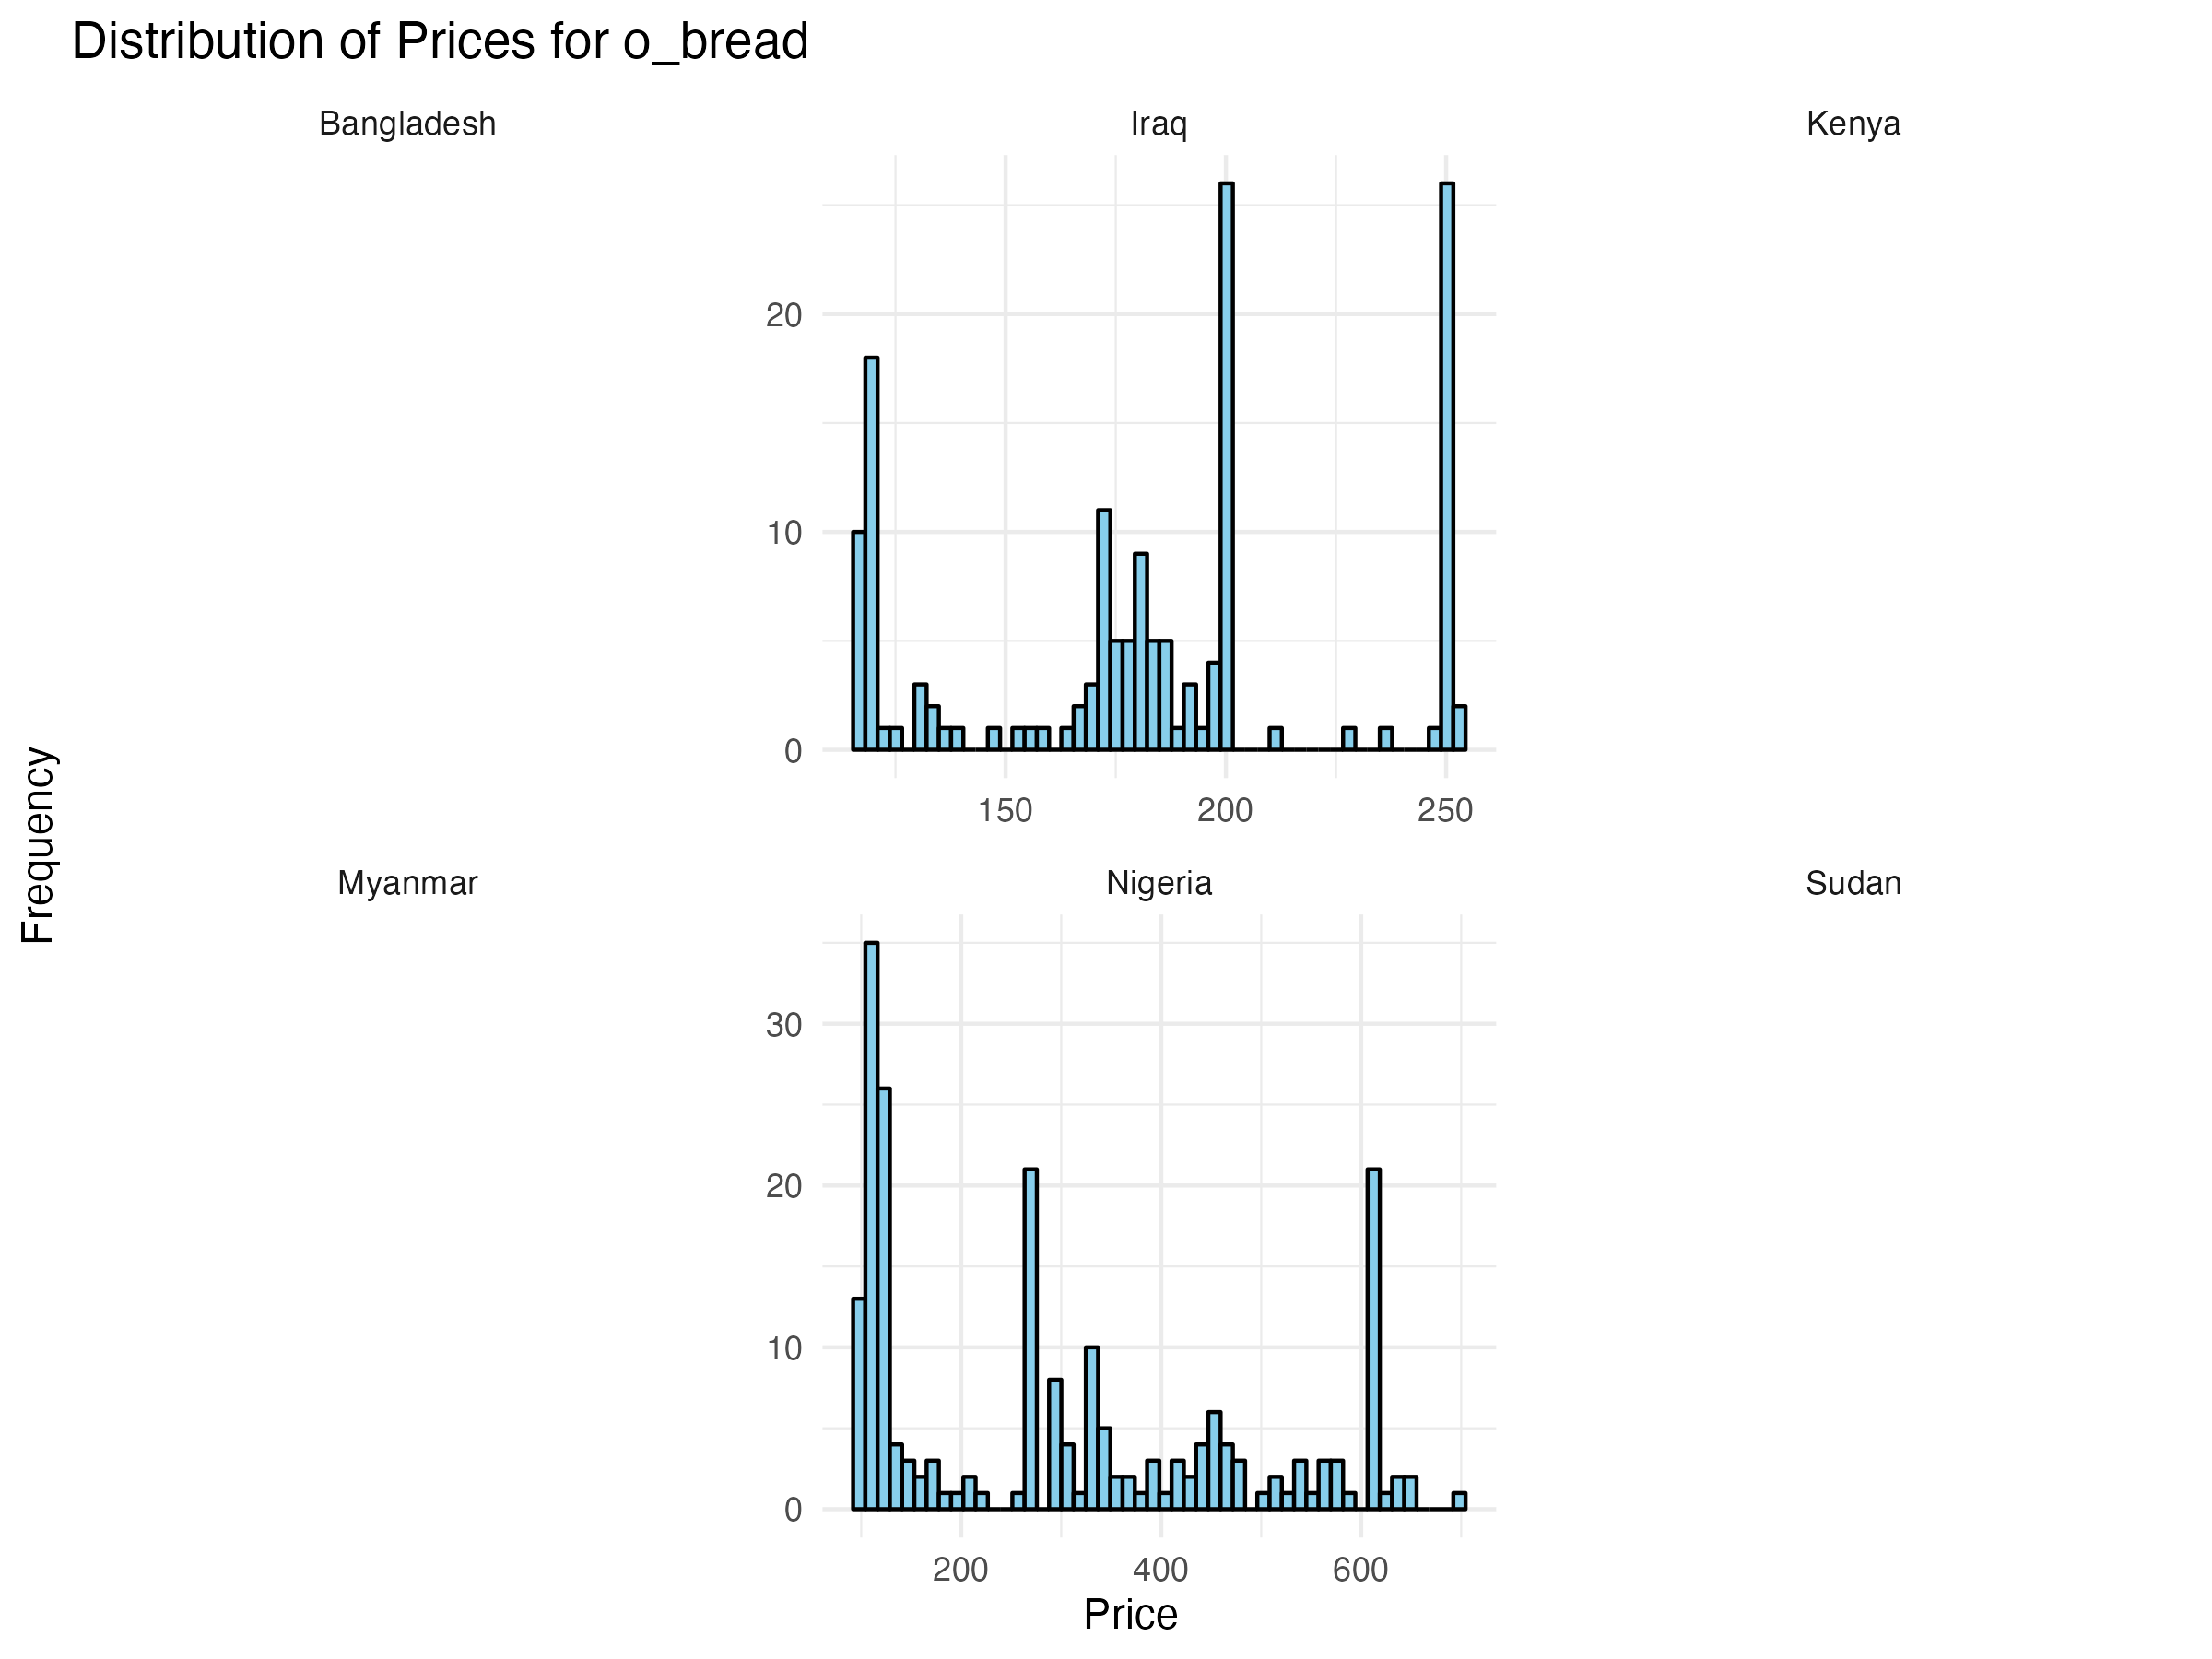 Distribution of Prices for o_bread
Bangladesh
Iraq
Kenya
20
10
0
150 200 250
Myanmar
Nigeria
Sudan
30
20
10
0
200 400 600
Price
Frequency